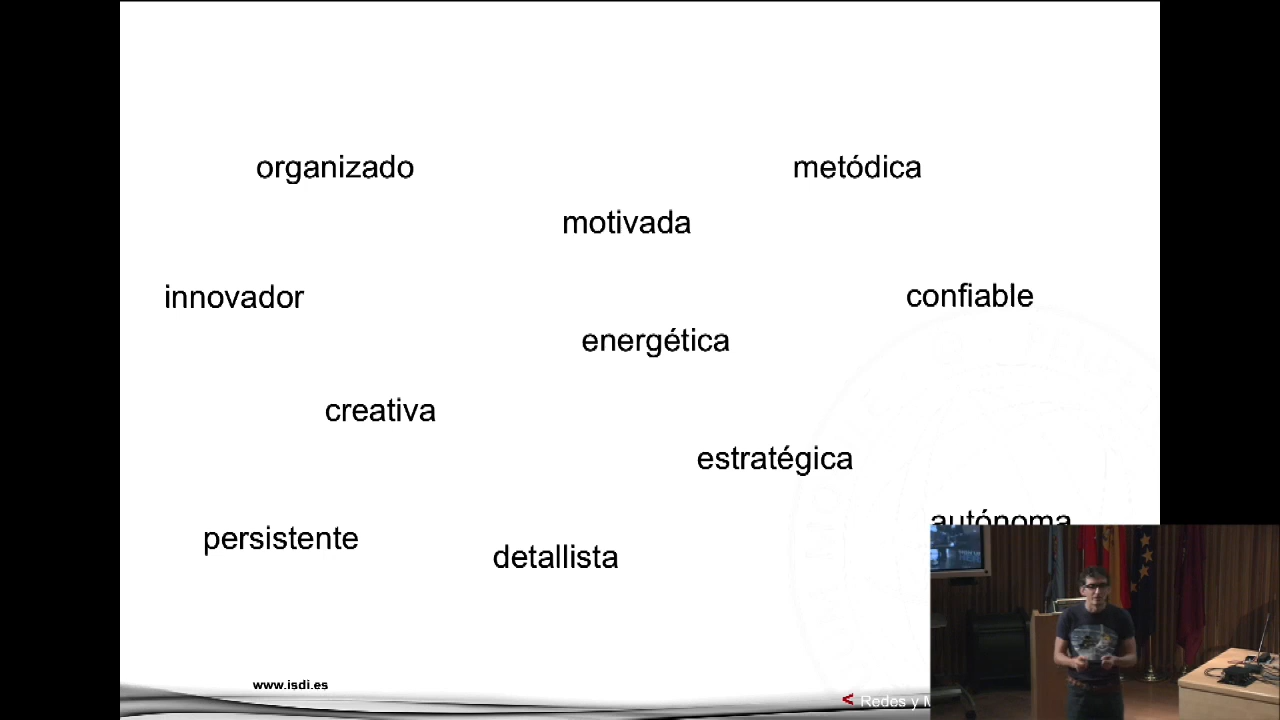 organizado
metódica
motivada
innovador
confiable
energética
creativa
estratégica
autónoma
persistente
detallista
www.isdi.es
< Redes y